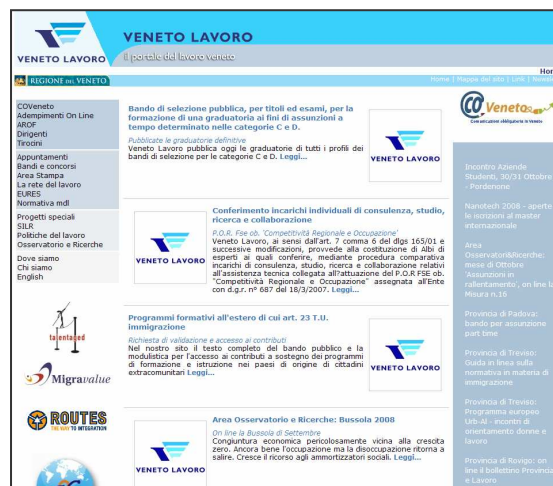 VENETO LAVORO
VENETO LAVORO
il portale del lavoro veneto
REGIONE DEL VENETO
Home | Mappe del sito | Link |
COVeneto
Adempimenti On Line
AROF
Dirigenti
Tirocini
Appuntamenti
Bandi e concorsi
Area Stampa
La rete del lavoro
EURES
Normativa mdl
Progetti speciali
SILR
Politiche del lavoro
Osservatorio e Ricerche
Dove siamo
Chi siamo
English
talentaged
Migravalue
ROUTES
THE WAY TO INTEGRATION
Bando di selezione pubblica, per titoli ed esami, per la
formazione di una graduatoria ai fini di assunzioni a
tempo determinato nelle categorie C e D.
Pubblicate le graduatorie definitive
Veneto Lavoro pubblica oggi le graduatorie di tutti i profili dei
bandi di selezione per le categorie C e D. Leggi...
VENETO LAVORO
Conferimento incarichi individuali di consulenza, studio,
ricerca e collaborazione
P.O.R. Fse ob. 'Competitività Regionale e Occupazione'
Veneto Lavoro, ai sensi dall'art. 7 comma 6 del dlgs 165/01 e
successive modificazioni, provvede alla costituzione di Albi di
esperti ai quali conferire, mediante procedura comparativa
incarichi di consulenza, studio, ricerca e collaborazione relativi
all'assistenza tecnica collegata all'attuazione del P.O.R FSE ob.
"Competitività Regionale e Occupazione" assegnata all'Ente
con d.g.r. n° 687 del 18/3/2007. Leggi...
VENETO LAVORO
Programmi formativi all'estero di cui art. 23 T.U.
immigrazione
Richiesta di validazione e accesso ai contributi
Nel nostro sito il testo completo del bando pubblico e la
modulistica per l'accesso ai contributi a sostegno dei programmi
di formazione e istruzione nei paesi di origine di cittadini
extracomunitari Leggi...
VENETO LAVORO
Area Osservatorio e Ricerche: Bussola 2008
On line la Bussola di Settembre
Congiuntura economica pericolosamente vicina alla crescita
zero. Ancora bene l'occupazione ma la disoccupazione ritorna a
salire. Cresce il ricorso agli ammortizzatori sociali. Leggi...
VENETO LAVORO
CO Veneto
Comunicazioni obbligatorie in Veneto
Incontro Aziende
Studenti, 30/31 Ottobre
- Pordenone
Nanotech 2008 - aperte
le iscrizioni al master
internazionale
Area
Osservatori&Ricerche:
mese di Ottobre
'Assunzioni in
rallentamento', on line la
Misura n.16
Provincia di Padova:
bando per assunzione
part time
Provincia di Treviso:
Guida in linea sulla
normativa in materia di
immigrazione
Provincia di Treviso:
Programma europeo
Urb-Al - incontri di
orientamento donne e
lavoro
Provincia di Rovigo: on
line il bollettino Provincia
e Lavoro